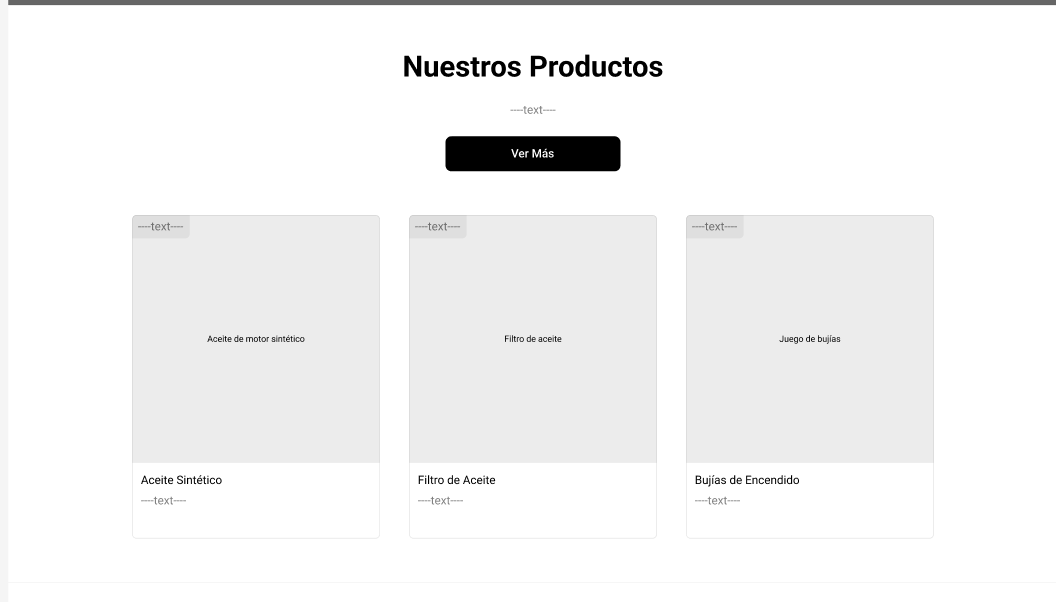 Nuestros Productos
----text----
Ver Más
----text----
----text----
----text----
Aceite de motor sintético
Filtro de aceite
Juego de bujías
Aceite Sintético
----text----
Filtro de Aceite
----text----
Bujías de Encendido
----text----